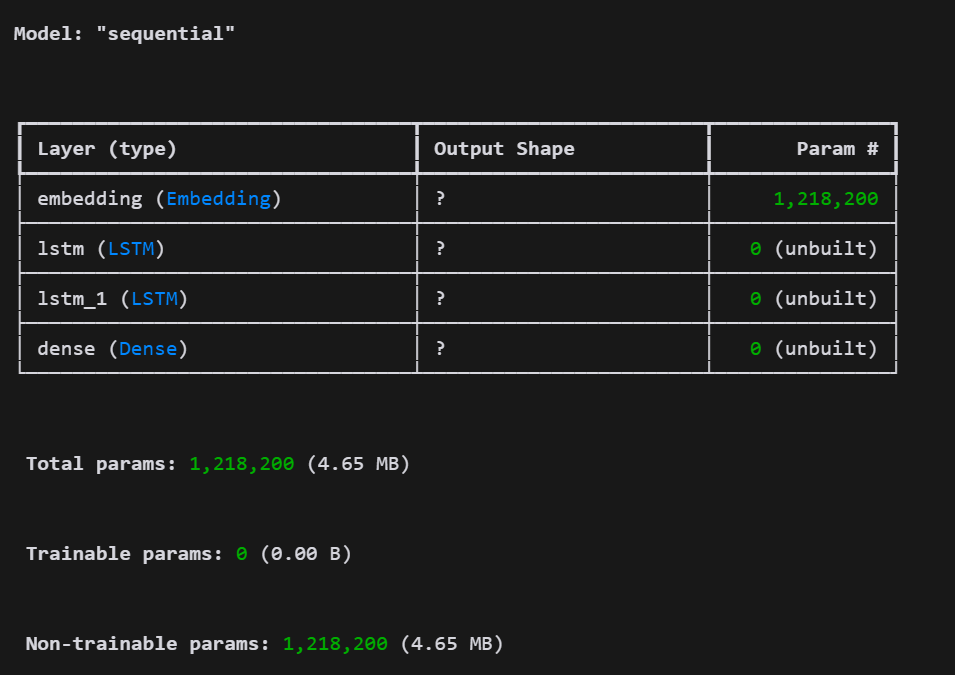 Model: "sequential"
Layer (type) Output Shape Param #
embedding (Embedding) ? 1,218,200
lstm (LSTM) ? 0 (unbuilt)
lstm_1 (LSTM) ? 0 (unbuilt)
dense (Dense) ? 0 (unbuilt)
Total params: 1,218,200 (4.65 MB)
Trainable params: 0 (0.00 B)
Non-trainable params: 1,218,200 (4.65 MB)